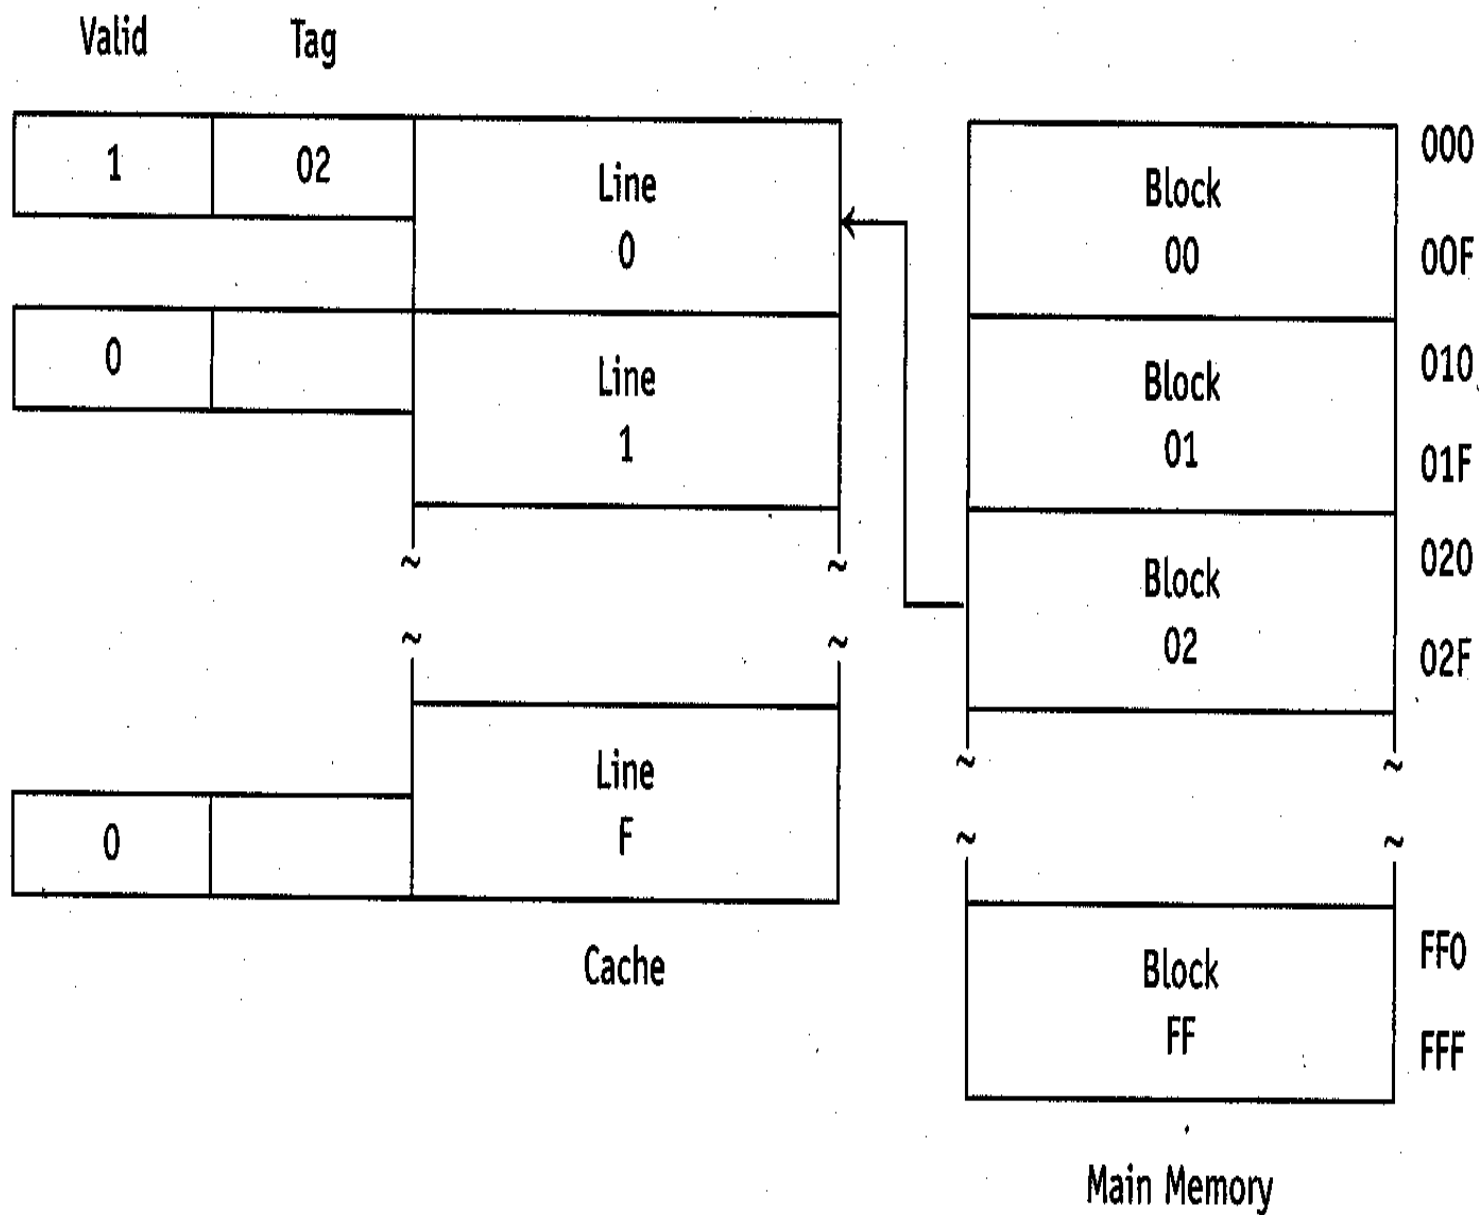 Valid Tag
1 02
Line
0
0
Line
1
0
Line
F
Cache
Block
00
000
00F
Block
01
010
01F
Block
02
020
02F
Block
FF
FF0
FFF
Main Memory